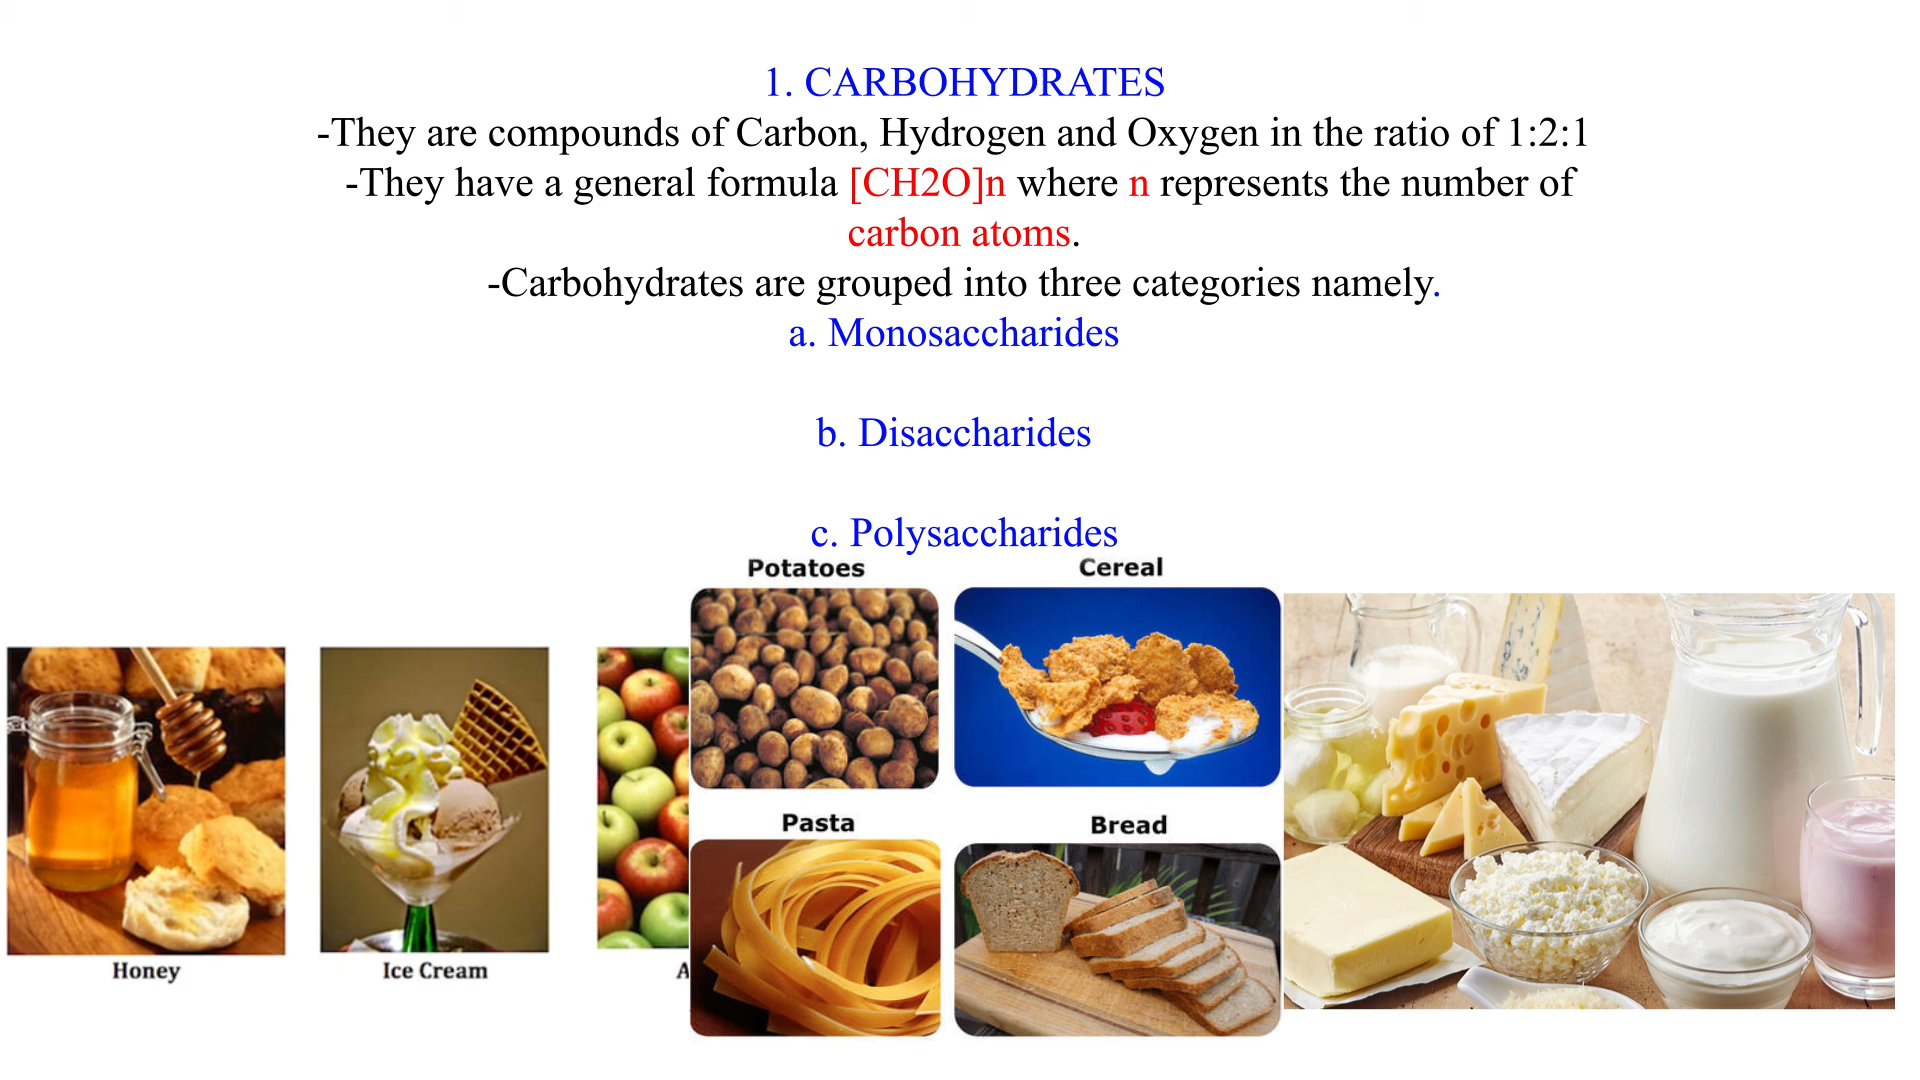 1. CARBOHYDRATES
-They are compounds of Carbon, Hydrogen and Oxygen in the ratio of 1:2:1
-They have a general formula [CH2O]n where n represents the number of
carbon atoms.
-Carbohydrates are grouped into three categories namely.
a. Monosaccharides
b. Disaccharides
c. Polysaccharides
Potatoes
Cereal
Pasta
Bread
Honey
Ice Cream